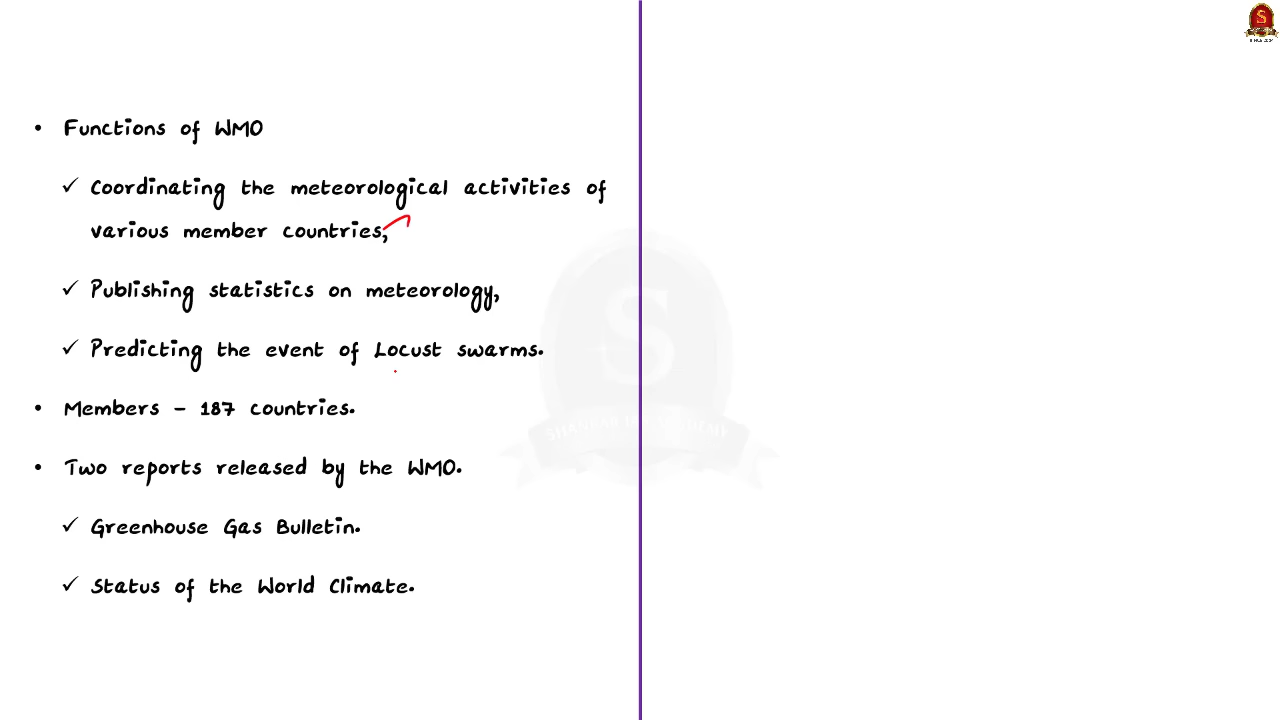 • Functions of WMO
✓ Coordinating the meteorological activities of
various member countries,
✓ Publishing statistics on meteorology,
✓ Predicting the event of Locust swarms.
• Members - 187 countries.
• Two reports released by the WMO.
✓ Greenhouse Gas Bulletin.
✓ Status of the World Climate.
S